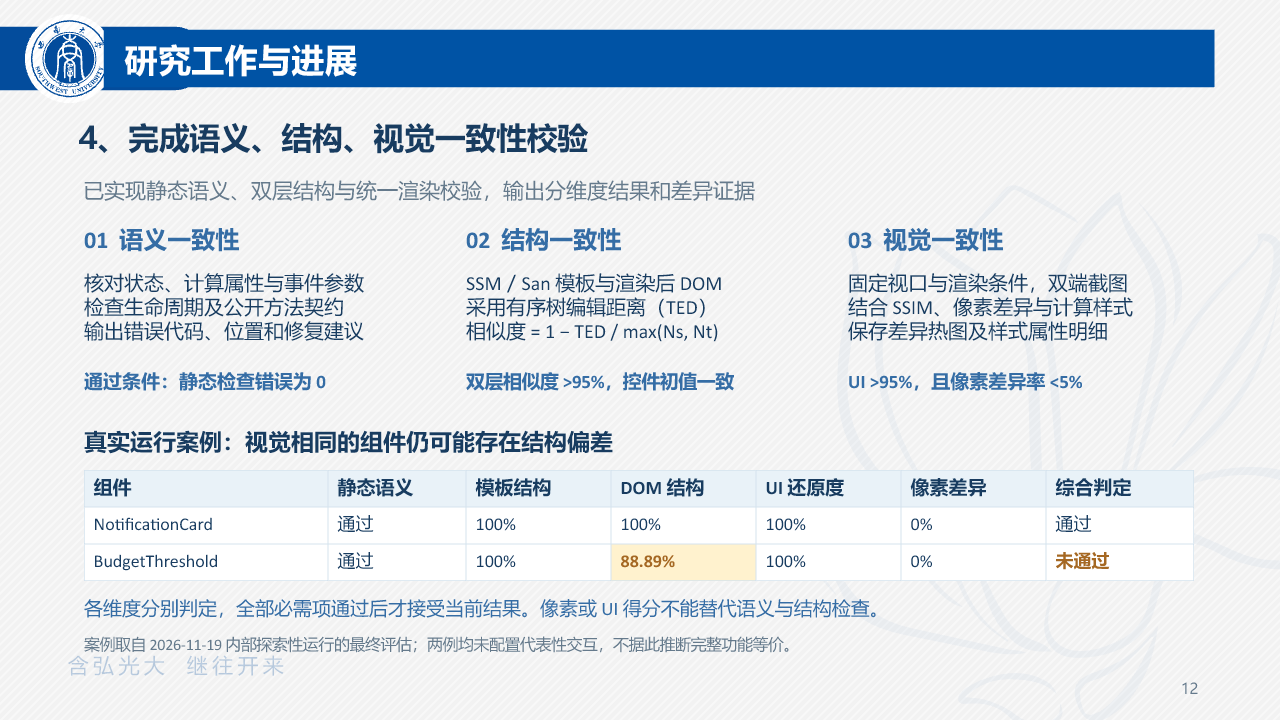 研究工作与进展
SOUTHWEST UNIVERSITY
4、完成语义、结构、视觉一致性校验
已实现静态语义、双层结构与统一渲染校验，输出分维度结果和差异证据
01 语义一致性
核对状态、计算属性与事件参数
检查生命周期及公开方法契约
输出错误代码、位置和修复建议
通过条件：静态检查错误为 0
02 结构一致性
SSM / San 模板与渲染后 DOM
采用有序树编辑距离（TED）
相似度 = 1 − TED / max(Ns, Nt)
双层相似度 >95%，控件初值一致
03 视觉一致性
固定视口与渲染条件，双端截图
结合 SSIM、像素差异与计算样式
保存差异热图及样式属性明细
UI >95%，且像素差异率 <5%
真实运行案例：视觉相同的组件仍可能存在结构偏差
组件 静态语义 模板结构 DOM 结构 UI 还原度 像素差异 综合判定
NotificationCard 通过 100% 100% 100% 0% 通过
BudgetThreshold 通过 100% 88.89% 100% 0% 未通过
各维度分别判定，全部必需项通过后才接受当前结果。像素或 UI 得分不能替代语义与结构检查。
案例取自 2026-11-19 内部探索性运行的最终评估；两例均未配置代表性交互，不据此推断完整功能等价。
含弘光大 继往开来
12